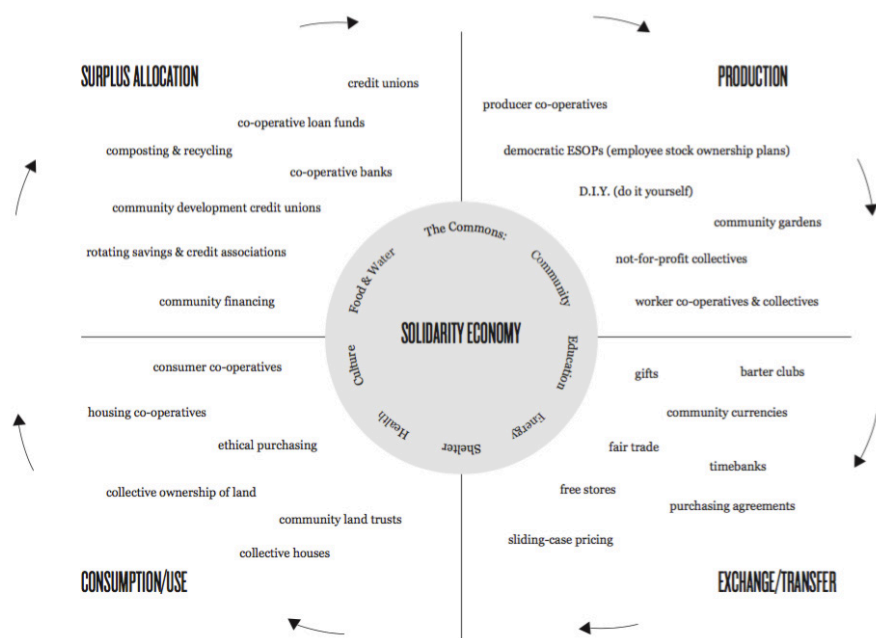 SURPLUS ALLOCATION
credit unions
co-operative loan funds
composting & recycling
co-operative banks
community development credit unions
rotating savings & credit associations
community financing
PRODUCTION
producer co-operatives
democratic ESOPs (employee stock ownership plans)
D.I.Y. (do it yourself)
community gardens
not-for-profit collectives
worker co-operatives & collectives
The Commons:
Community
Education
Energy
Shelter
Health
Culture
Food & Water
SOLIDARITY ECONOMY
consumer co-operatives
housing co-operatives
ethical purchasing
collective ownership of land
community land trusts
collective houses
CONSUMPTION/USE
gifts
barter clubs
community currencies
fair trade
timebanks
free stores
purchasing agreements
sliding-case pricing
EXCHANGE/TRANSFER